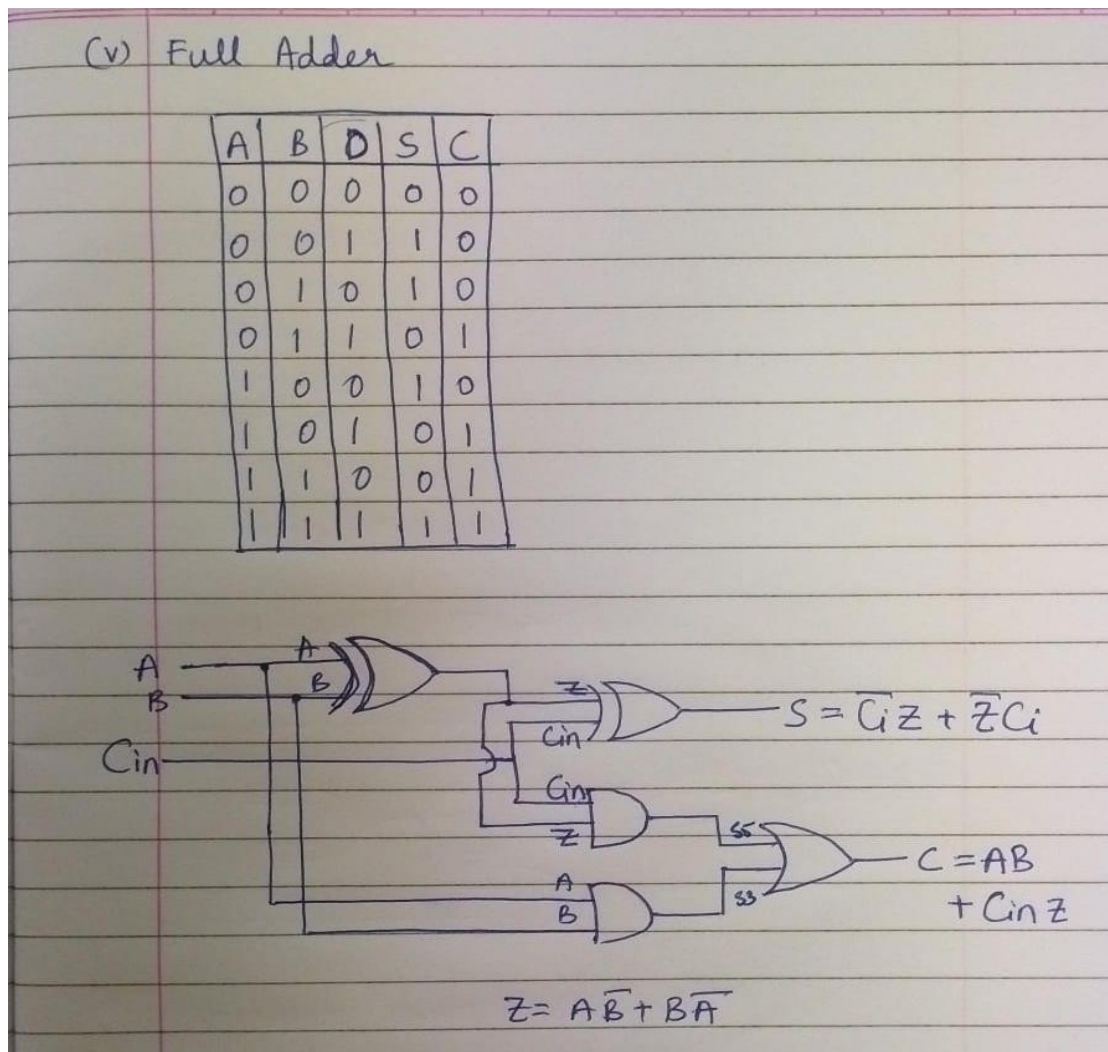 (v) Full Adder
A B D S C
0 0 0 0 0
0 0 1 1 0
0 1 0 1 0
0 1 1 0 1
1 0 0 1 0
1 0 1 0 1
1 1 0 0 1
1 1 1 1 1
A
A
B
B
Z
S = C̅i Z + Z̅ Ci
Cin
Cin
Cin
Z
S5
C = AB
+ Cin Z
A
B
S3
Z = AB̅ + BA̅